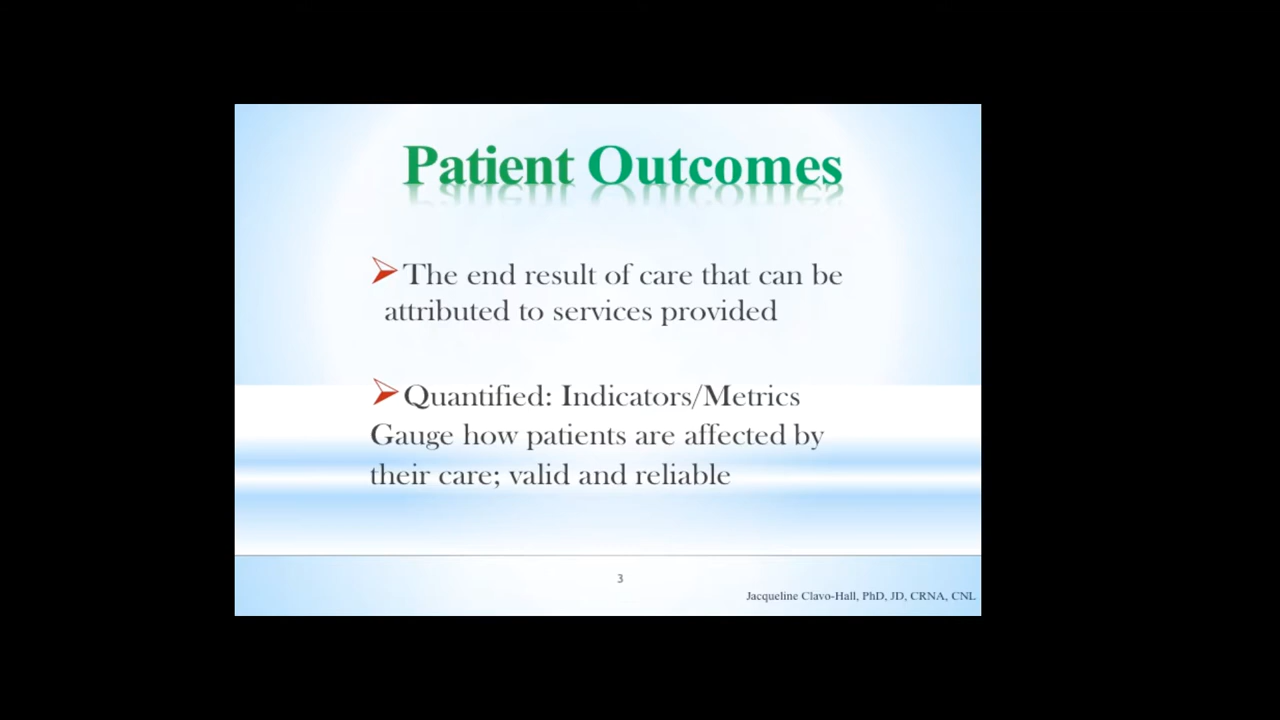 Patient Outcomes
The end result of care that can be
attributed to services provided
Quantified: Indicators/Metrics
Gauge how patients are affected by
their care; valid and reliable
3
Jacqueline Clavo-Hall, PhD, JD, CRNA, CNL